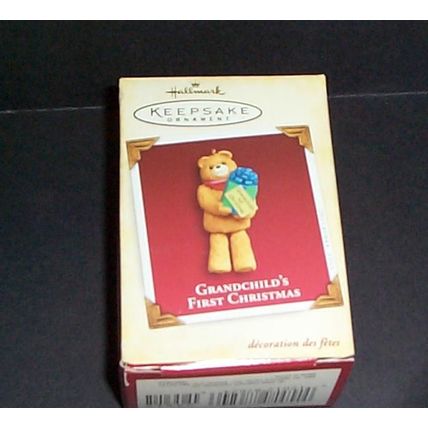 Hallmark
KEEPSAKE
ORNAMENT
GRANDCHILD'S
FIRST CHRISTMAS
décoration des fêtes